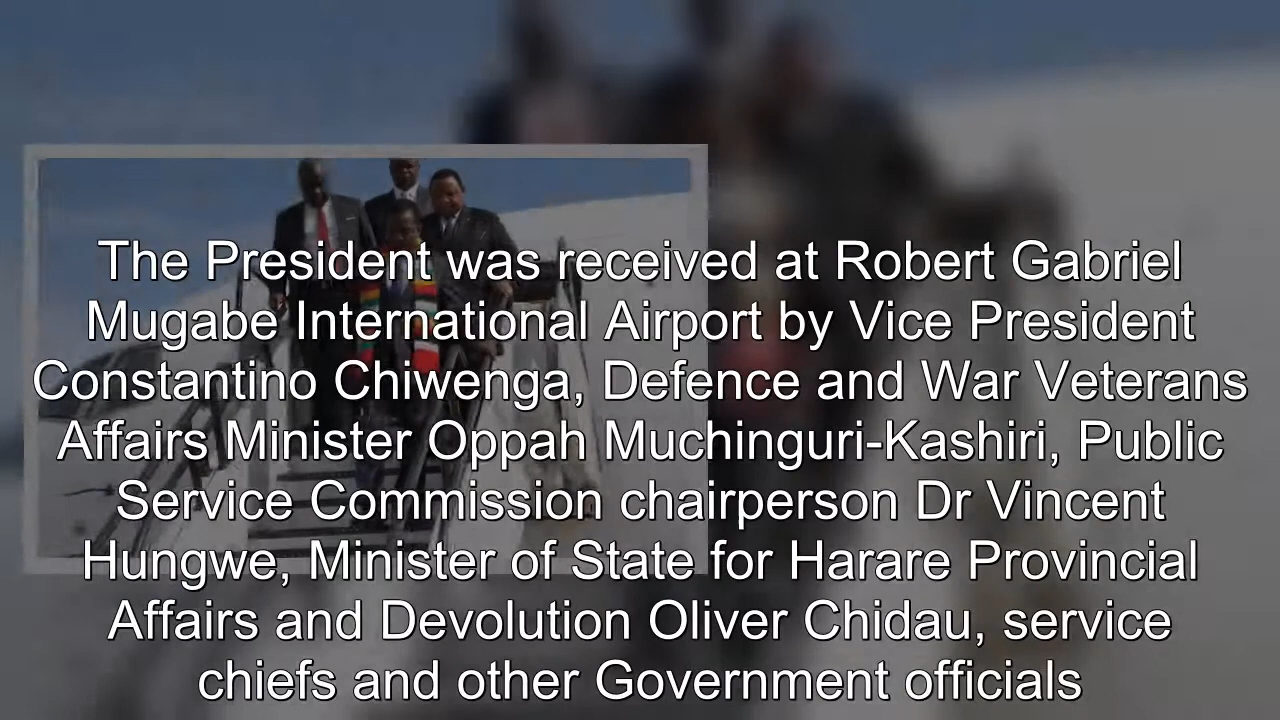 The President was received at Robert Gabriel
Mugabe International Airport by Vice President
Constantino Chiwenga, Defence and War Veterans
Affairs Minister Oppah Muchinguri-Kashiri, Public
Service Commission chairperson Dr Vincent
Hungwe, Minister of State for Harare Provincial
Affairs and Devolution Oliver Chidau, service
chiefs and other Government officials